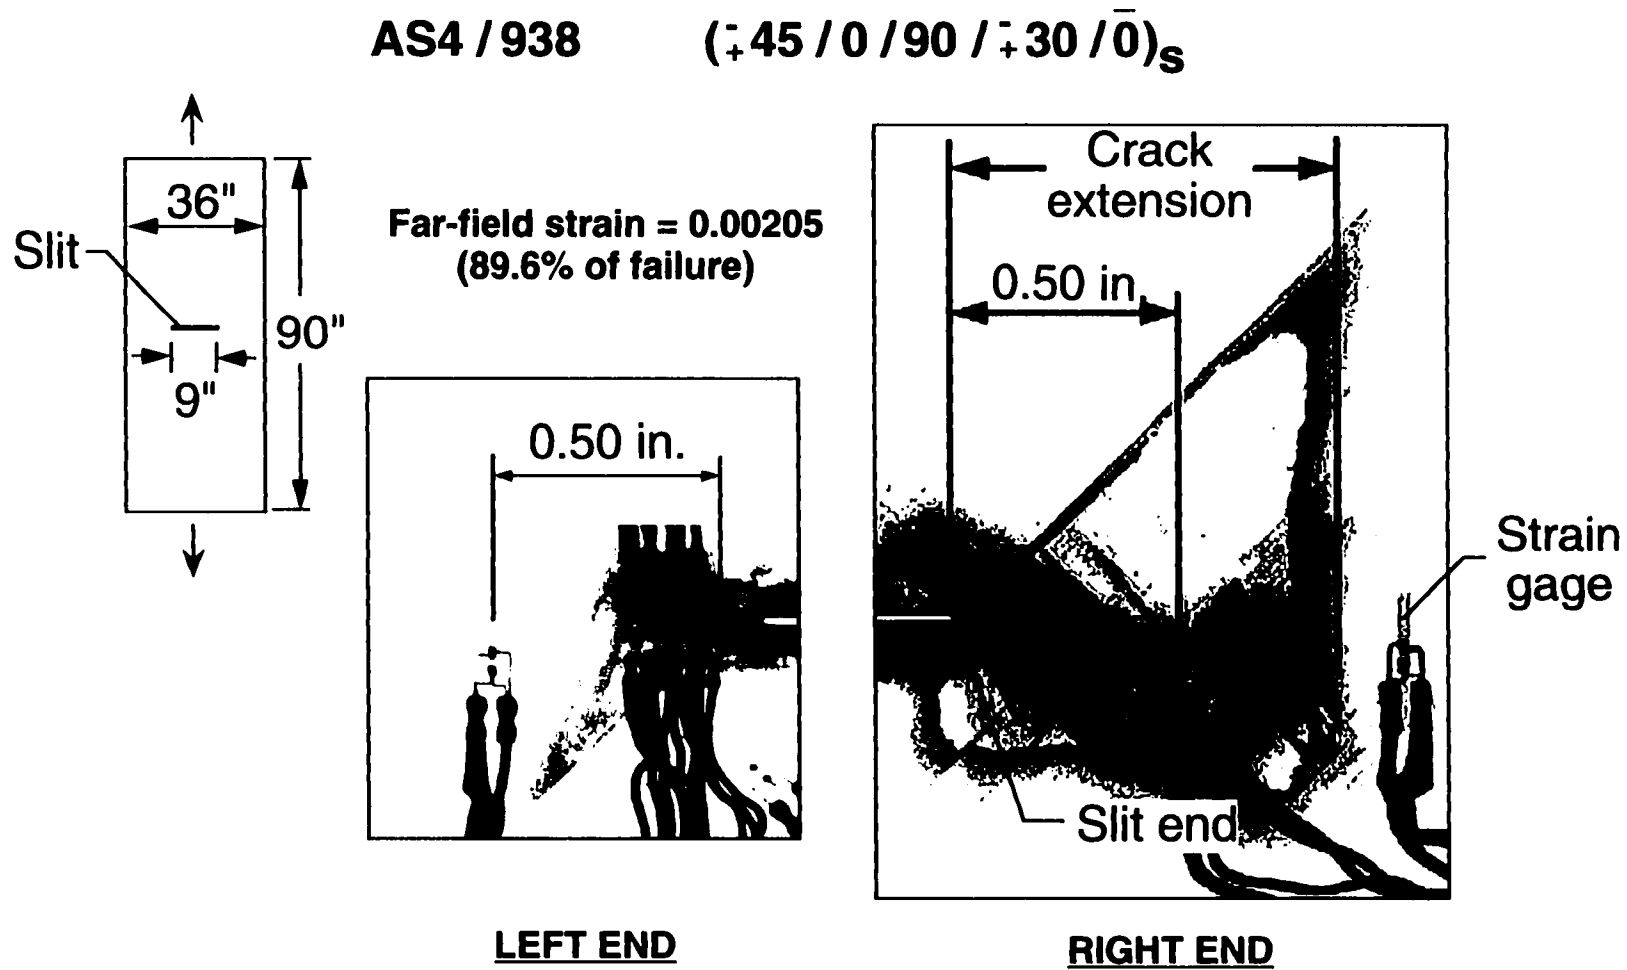 AS4 / 938 (∓45 / 0 / 90 / ∓30 / 0̅)s
36"
Slit
90"
9"
Far-field strain = 0.00205
(89.6% of failure)
0.50 in.
LEFT END
Crack
extension
0.50 in.
Strain
gage
Slit end
RIGHT END